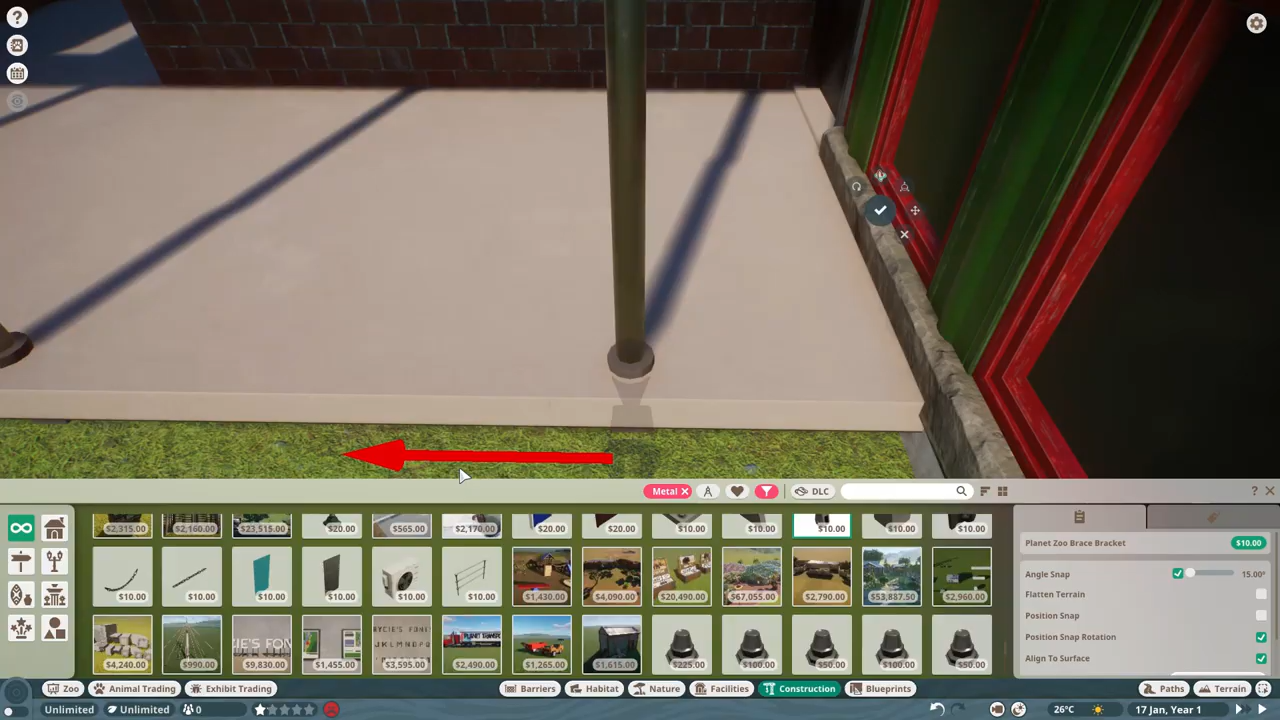 Metal ✕
DLC
$2,315.00 $2,160.00 $23,515.00 $20.00 $565.00 $2,170.00 $20.00 $20.00 $10.00 $10.00 $10.00 $10.00 $10.00
$10.00 $10.00 $10.00 $10.00 $10.00 $10.00 $1,430.00 $4,090.00 $20,490.00 $67,055.00 $2,790.00 $53,887.50 $2,960.00
$4,240.00 $990.00 $9,830.00 $1,455.00 $3,595.00 $2,490.00 $1,265.00 $1,615.00 $225.00 $100.00 $50.00 $100.00 $50.00
Planet Zoo Brace Bracket $10.00
Angle Snap 15.00°
Flatten Terrain
Position Snap
Position Snap Rotation
Align To Surface
Zoo Animal Trading Exhibit Trading Barriers Habitat Nature Facilities Construction Blueprints Paths Terrain
Unlimited Unlimited 0 26°C 17 Jan, Year 1